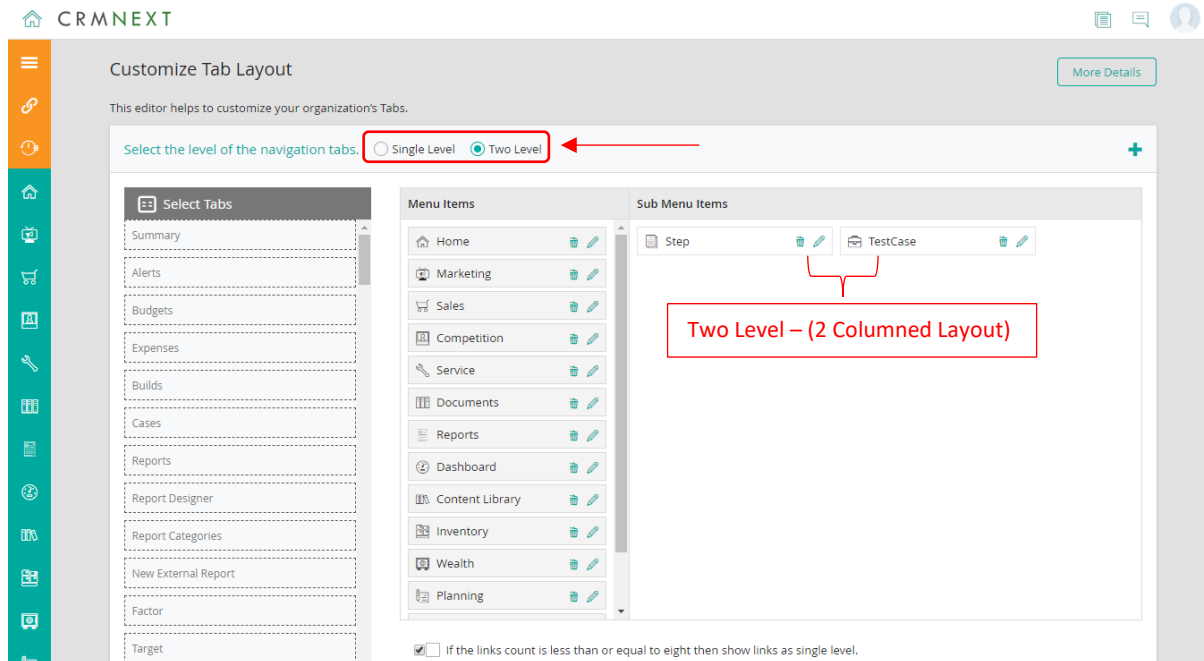 CRMNEXT
Customize Tab Layout
More Details
This editor helps to customize your organization's Tabs.
Select the level of the navigation tabs. Single Level Two Level
Select Tabs
Summary
Alerts
Budgets
Expenses
Builds
Cases
Reports
Report Designer
Report Categories
New External Report
Factor
Target
Menu Items
Home
Marketing
Sales
Competition
Service
Documents
Reports
Dashboard
Content Library
Inventory
Wealth
Planning
Sub Menu Items
Step
TestCase
Two Level – (2 Columned Layout)
If the links count is less than or equal to eight then show links as single level.